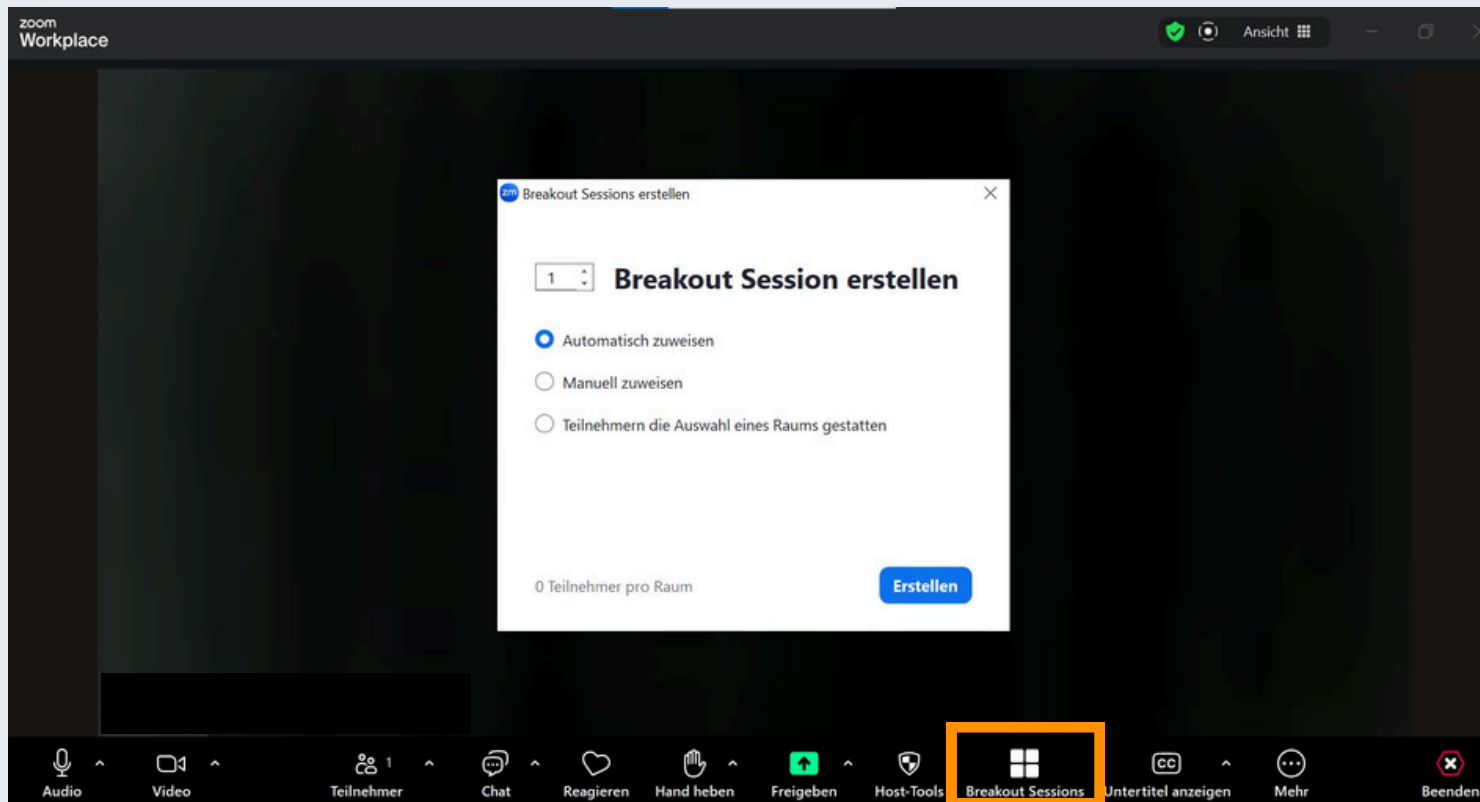 zoom
Workplace
Ansicht
zm Breakout Sessions erstellen
1 Breakout Session erstellen
Automatisch zuweisen
Manuell zuweisen
Teilnehmern die Auswahl eines Raums gestatten
0 Teilnehmer pro Raum Erstellen
1
CC
Audio Video Teilnehmer Chat Reagieren Hand heben Freigeben Host-Tools Breakout Sessions Untertitel anzeigen Mehr Beenden